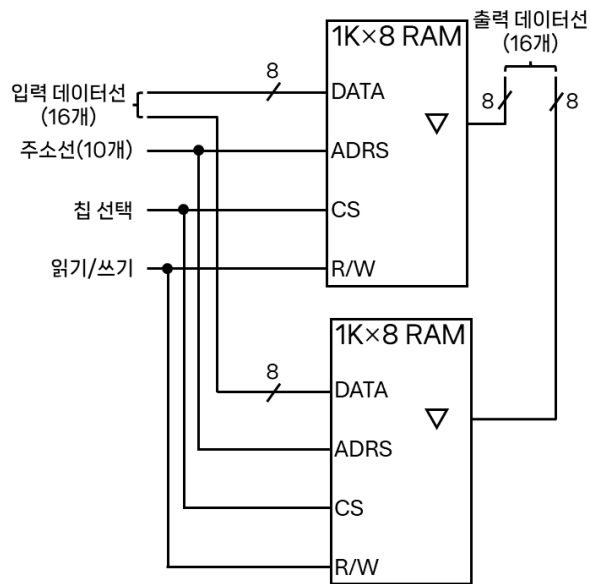 출력 데이터선
(16개)
1K×8 RAM
입력 데이터선
(16개)
8
DATA
8
8
주소선(10개)
ADRS
칩 선택
CS
읽기/쓰기
R/W
1K×8 RAM
8
DATA
ADRS
CS
R/W